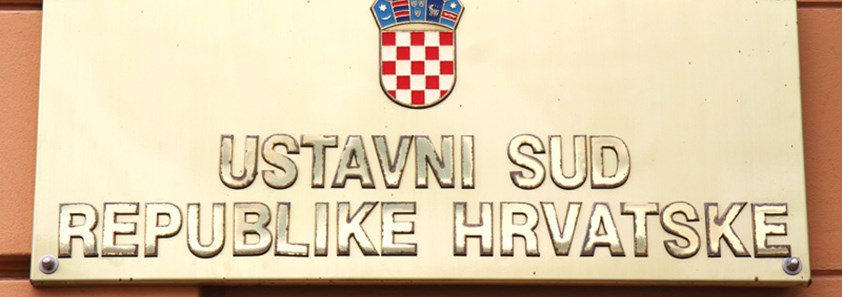 USTAVNI SUD
REPUBLIKE HRVATSKE